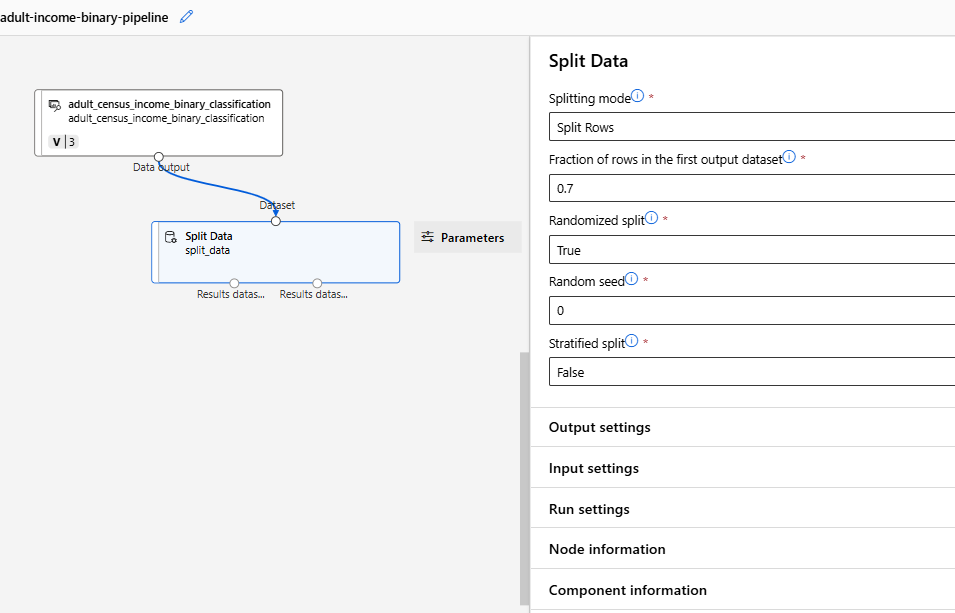 adult-income-binary-pipeline
adult_census_income_binary_classification
adult_census_income_binary_classification
V | 3
Data output
Dataset
Split Data
split_data
Parameters
Results datas...
Results datas...
Split Data
Splitting mode *
Split Rows
Fraction of rows in the first output dataset *
0.7
Randomized split *
True
Random seed *
0
Stratified split *
False
Output settings
Input settings
Run settings
Node information
Component information